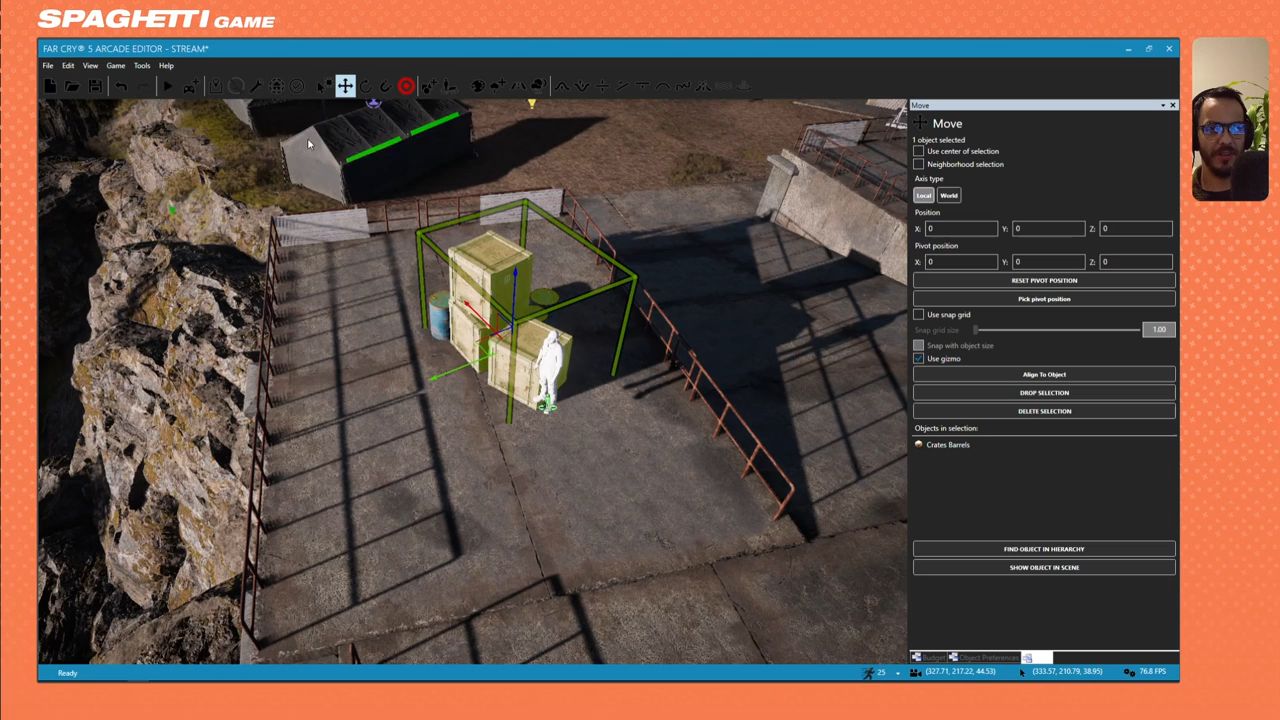 SPAGHETTI GAME
FAR CRY® 5 ARCADE EDITOR - STREAM*
File Edit View Game Tools Help
Move
Move
1 object selected
Use center of selection
Neighborhood selection
Axis type
Local World
Position
X: 0 Y: 0 Z: 0
Pivot position
X: 0 Y: 0 Z: 0
RESET PIVOT POSITION
Pick pivot position
Use snap grid
Snap grid size 1.00
Snap with object size
Use gizmo
Align To Object
DROP SELECTION
DELETE SELECTION
Objects in selection:
Crates Barrels
FIND OBJECT IN HIERARCHY
SHOW OBJECT IN SCENE
Budget Object Preferences
Ready 25 (327.71, 217.22, 44.53) (333.57, 210.79, 38.95) 76.8 FPS